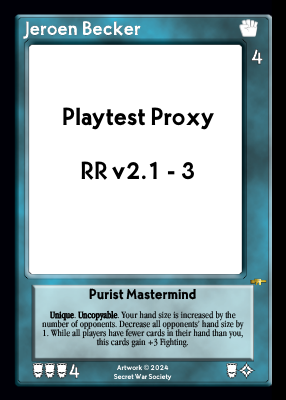 Jeroen Becker
4
Playtest Proxy
RR v2.1 - 3
Purist Mastermind
Unique. Uncopyable. Your hand size is increased by the
number of opponents. Decrease all opponents' hand size by
1. While all players have fewer cards in their hand than you,
this cards gain +3 Fighting.
4
Artwork © 2024
Secret War Society